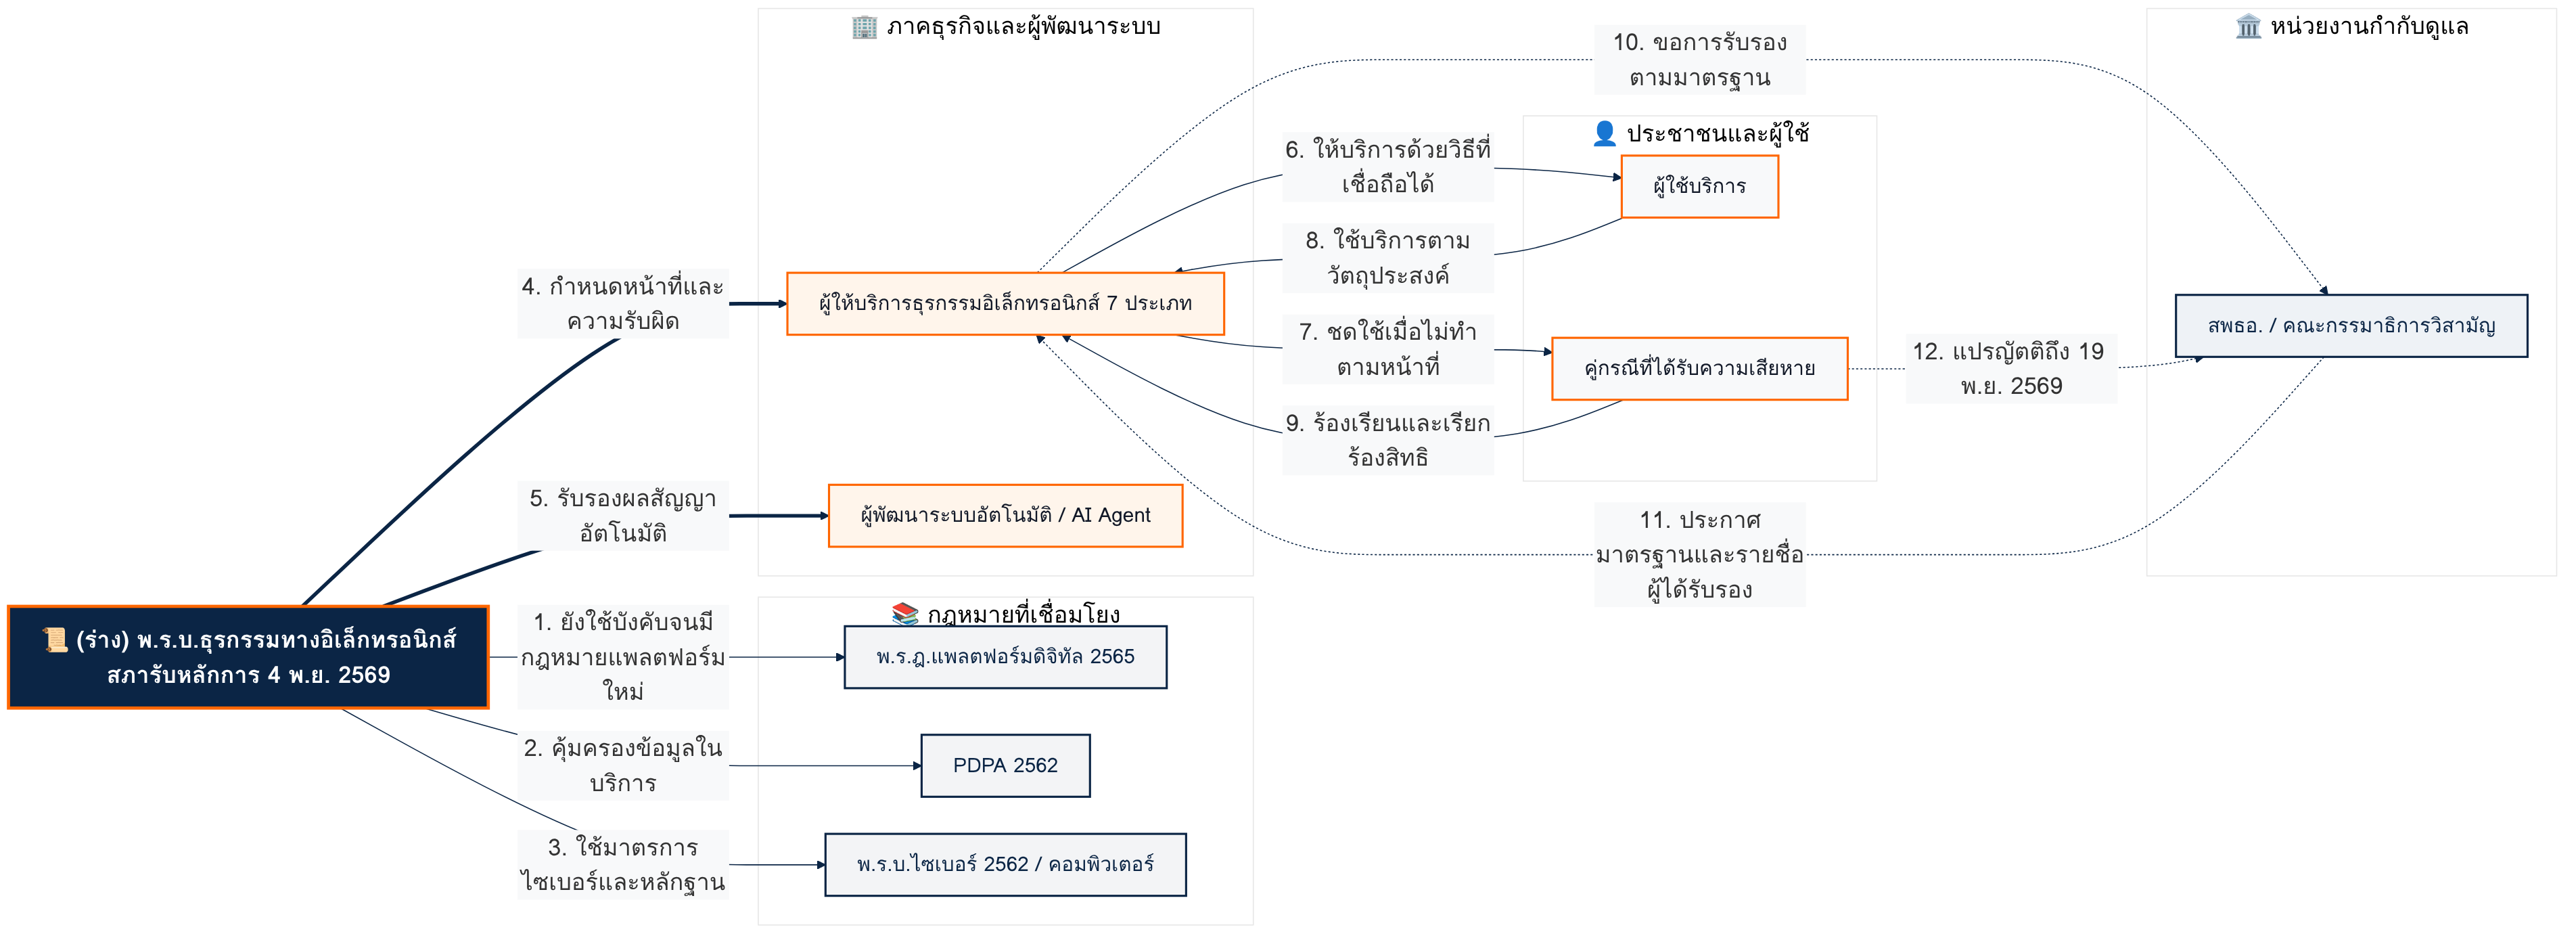 🏢 ภาคธุรกิจและผู้พัฒนาระบบ
🏛️ หน่วยงานกำกับดูแล
10. ขอการรับรอง
ตามมาตรฐาน
👤 ประชาชนและผู้ใช้
6. ให้บริการด้วยวิธีที่
เชื่อถือได้
ผู้ใช้บริการ
8. ใช้บริการตาม
วัตถุประสงค์
4. กำหนดหน้าที่และ
ความรับผิด
ผู้ให้บริการธุรกรรมอิเล็กทรอนิกส์ 7 ประเภท
สพธอ. / คณะกรรมาธิการวิสามัญ
7. ชดใช้เมื่อไม่ทำ
ตามหน้าที่
คู่กรณีที่ได้รับความเสียหาย
12. แปรญัตติถึง 19
พ.ย. 2569
9. ร้องเรียนและเรียก
ร้องสิทธิ
5. รับรองผลสัญญา
อัตโนมัติ
ผู้พัฒนาระบบอัตโนมัติ / AI Agent
11. ประกาศ
มาตรฐานและรายชื่อ
ผู้ได้รับรอง
📜 (ร่าง) พ.ร.บ.ธุรกรรมทางอิเล็กทรอนิกส์
สภารับหลักการ 4 พ.ย. 2569
1. ยังใช้บังคับจนมี
กฎหมายแพลตฟอร์ม
ใหม่
📚 กฎหมายที่เชื่อมโยง
พ.ร.ฎ.แพลตฟอร์มดิจิทัล 2565
2. คุ้มครองข้อมูลใน
บริการ
PDPA 2562
3. ใช้มาตรการ
ไซเบอร์และหลักฐาน
พ.ร.บ.ไซเบอร์ 2562 / คอมพิวเตอร์